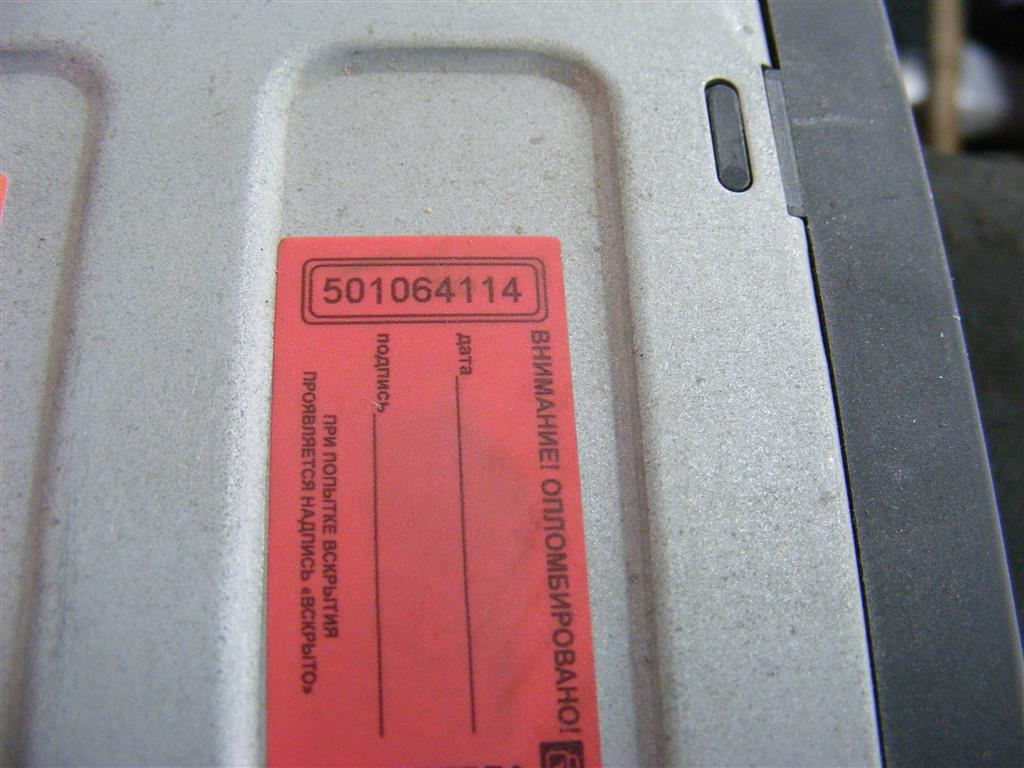 501064114
ВНИМАНИЕ! ОПЛОМБИРОВАНО!
дата
подпись
ПРИ ПОПЫТКЕ ВСКРЫТИЯ
ПРОЯВЛЯЕТСЯ НАДПИСЬ «ВСКРЫТО»